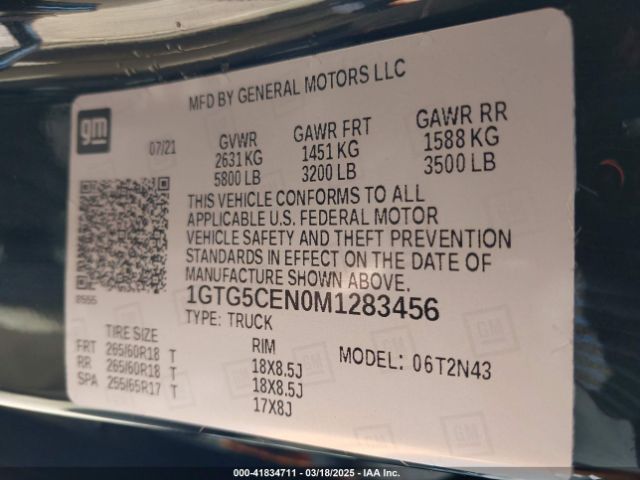 MFD BY GENERAL MOTORS LLC
gm
07/21
GVWR
2631 KG
5800 LB
GAWR FRT
1451 KG
3200 LB
GAWR RR
1588 KG
3500 LB
THIS VEHICLE CONFORMS TO ALL
APPLICABLE U.S. FEDERAL MOTOR
VEHICLE SAFETY AND THEFT PREVENTION
STANDARDS IN EFFECT ON THE DATE OF
MANUFACTURE SHOWN ABOVE.
1GTG5CEN0M1283456
TYPE: TRUCK
TIRE SIZE
FRT 265/60R18 T
RR 265/60R18 T
SPA 255/65R17 T
RIM
18X8.5J
18X8.5J
17X8J
MODEL: 06T2N43
000-41834711 - 03/18/2025 - IAA Inc.